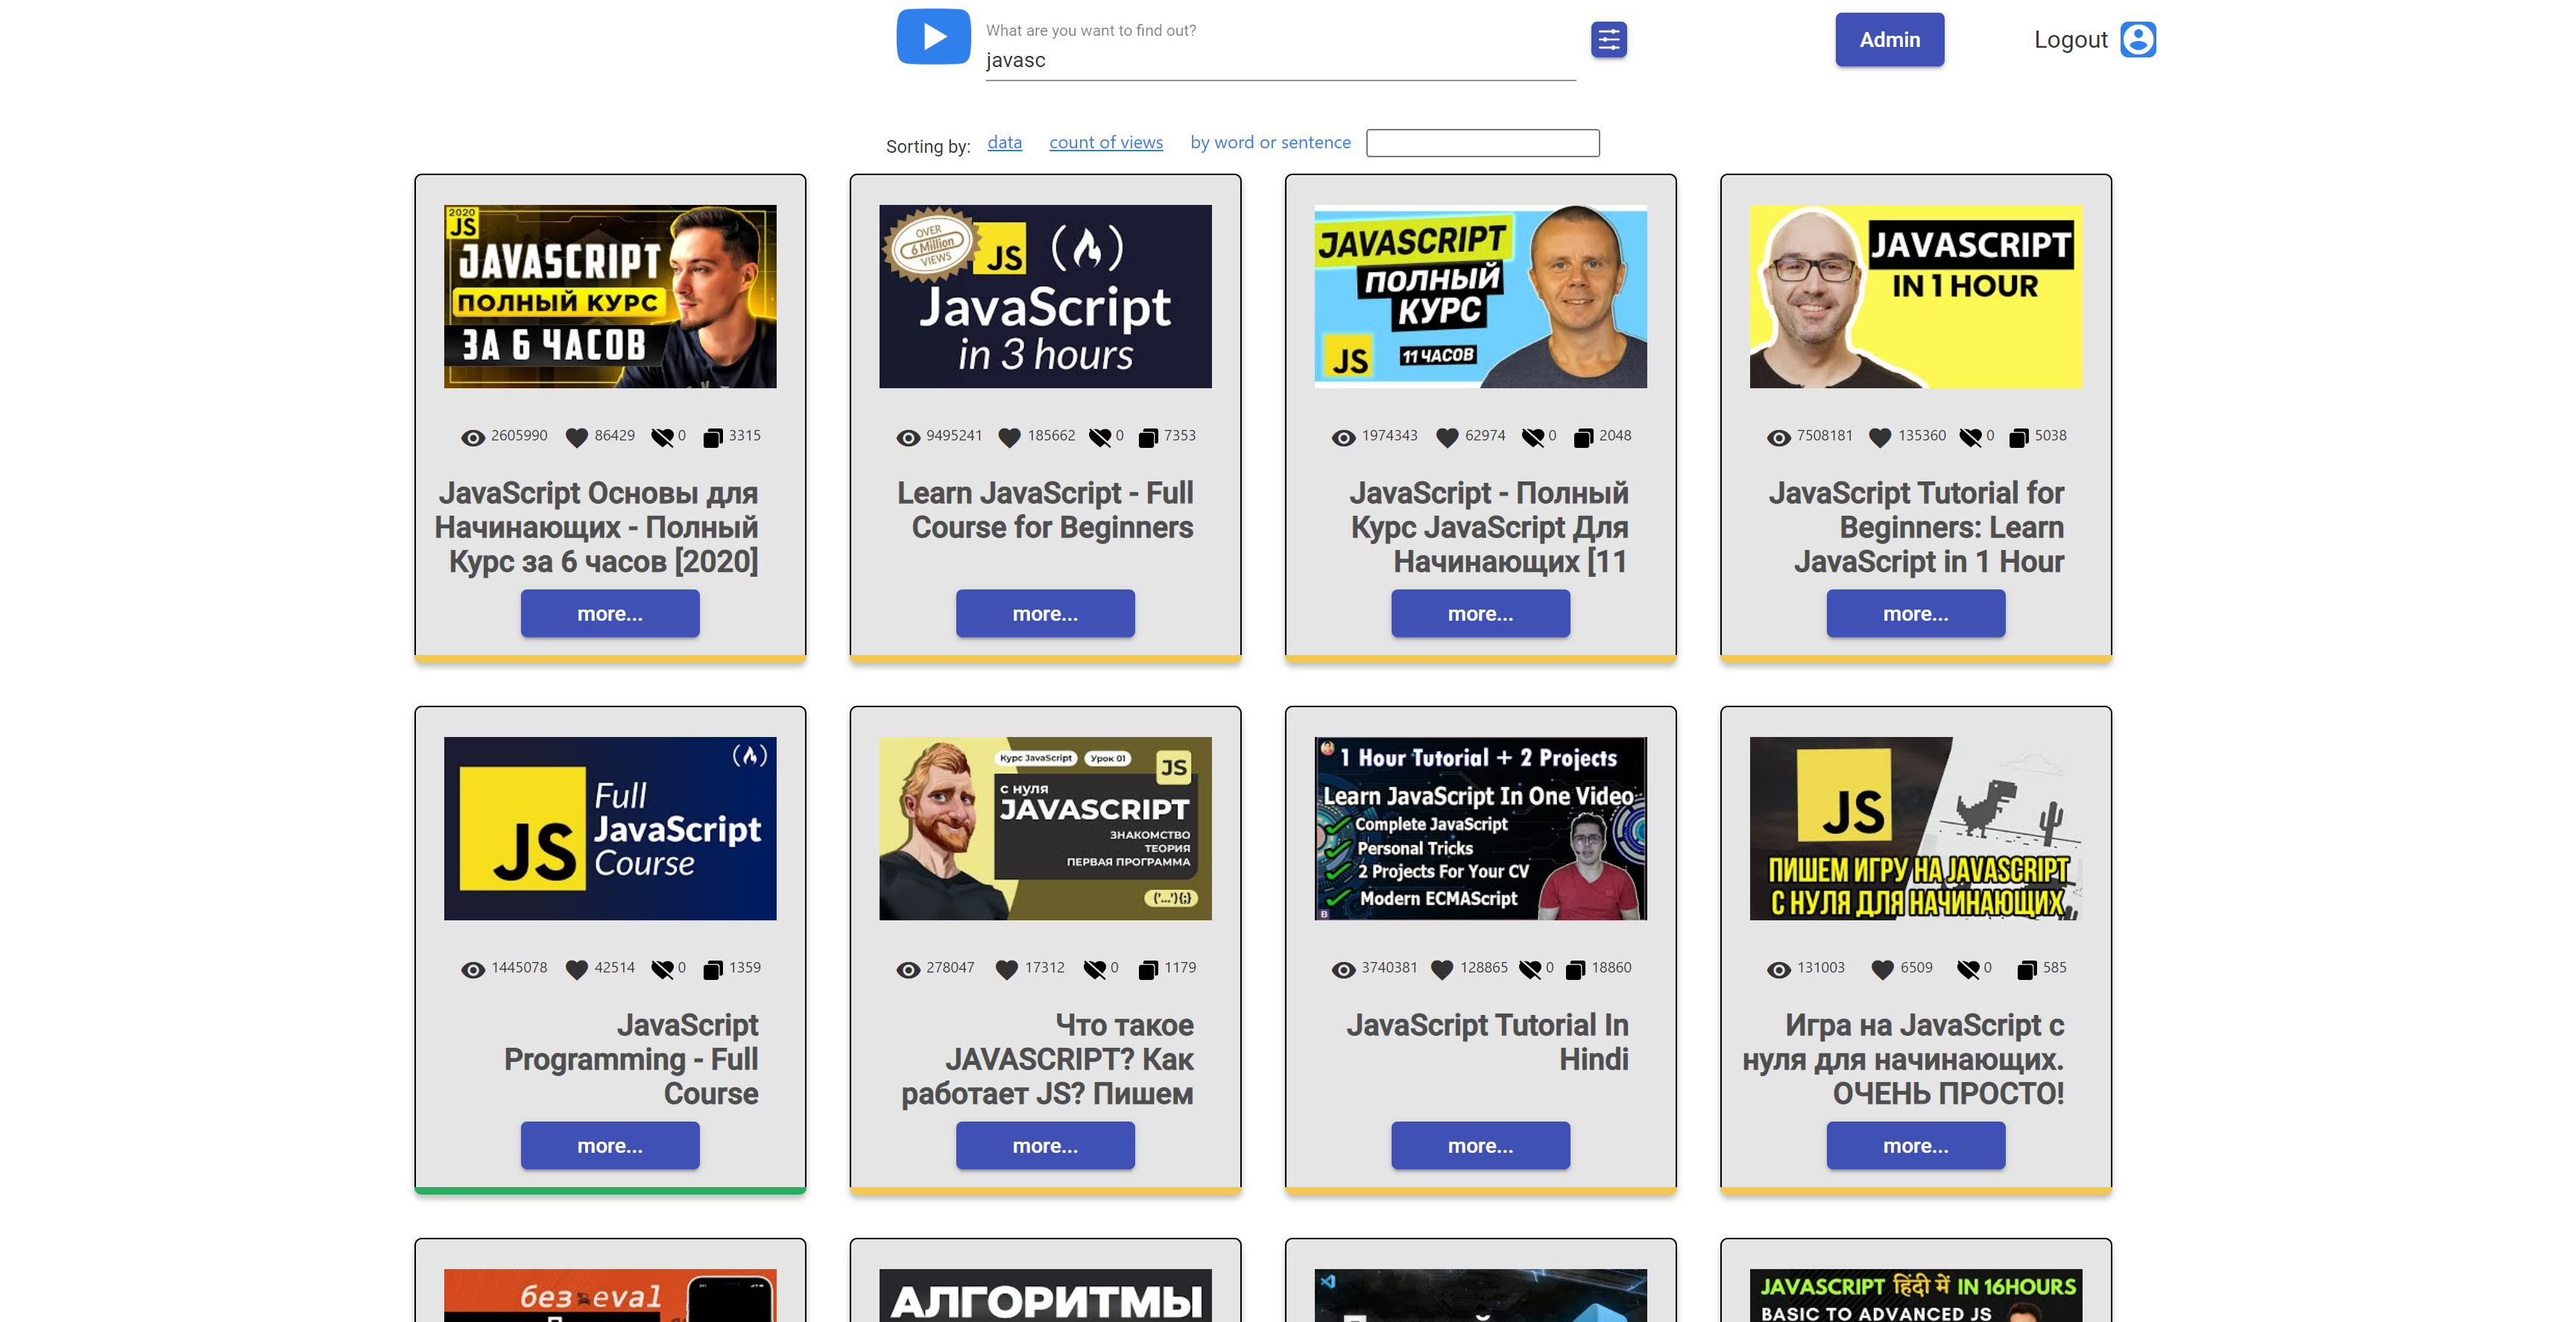 What are you want to find out?
javasc
Admin
Logout
Sorting by: data count of views by word or sentence
2020
JS
JAVASCRIPT
ПОЛНЫЙ КУРС
ЗА 6 ЧАСОВ
2605990 86429 0 3315
JavaScript Основы для
Начинающих - Полный
Курс за 6 часов [2020]
more...
OVER
6 Million
VIEWS
JS
JavaScript
in 3 hours
9495241 185662 0 7353
Learn JavaScript - Full
Course for Beginners
more...
JAVASCRIPT
ПОЛНЫЙ
КУРС
JS
11 ЧАСОВ
1974343 62974 0 2048
JavaScript - Полный
Курс JavaScript Для
Начинающих [11
more...
JAVASCRIPT
IN 1 HOUR
7508181 135360 0 5038
JavaScript Tutorial for
Beginners: Learn
JavaScript in 1 Hour
more...
JS
Full
JavaScript
Course
1445078 42514 0 1359
JavaScript
Programming - Full
Course
more...
Курс JavaScript Урок 01
JS
с нуля
JAVASCRIPT
ЗНАКОМСТВО
ТЕОРИЯ
ПЕРВАЯ ПРОГРАММА
('...'){;}
278047 17312 0 1179
Что такое
JAVASCRIPT? Как
работает JS? Пишем
more...
1 Hour Tutorial + 2 Projects
Learn JavaScript In One Video
Complete JavaScript
Personal Tricks
2 Projects For Your CV
Modern ECMAScript
B
3740381 128865 0 18860
JavaScript Tutorial In
Hindi
more...
JS
ПИШЕМ ИГРУ НА JAVASCRIPT
С НУЛЯ ДЛЯ НАЧИНАЮЩИХ
131003 6509 0 585
Игра на JavaScript с
нуля для начинающих.
ОЧЕНЬ ПРОСТО!
more...
без eval
АЛГОРИТМЫ
JAVASCRIPT हिंदी में IN 16HOURS
BASIC TO ADVANCED JS